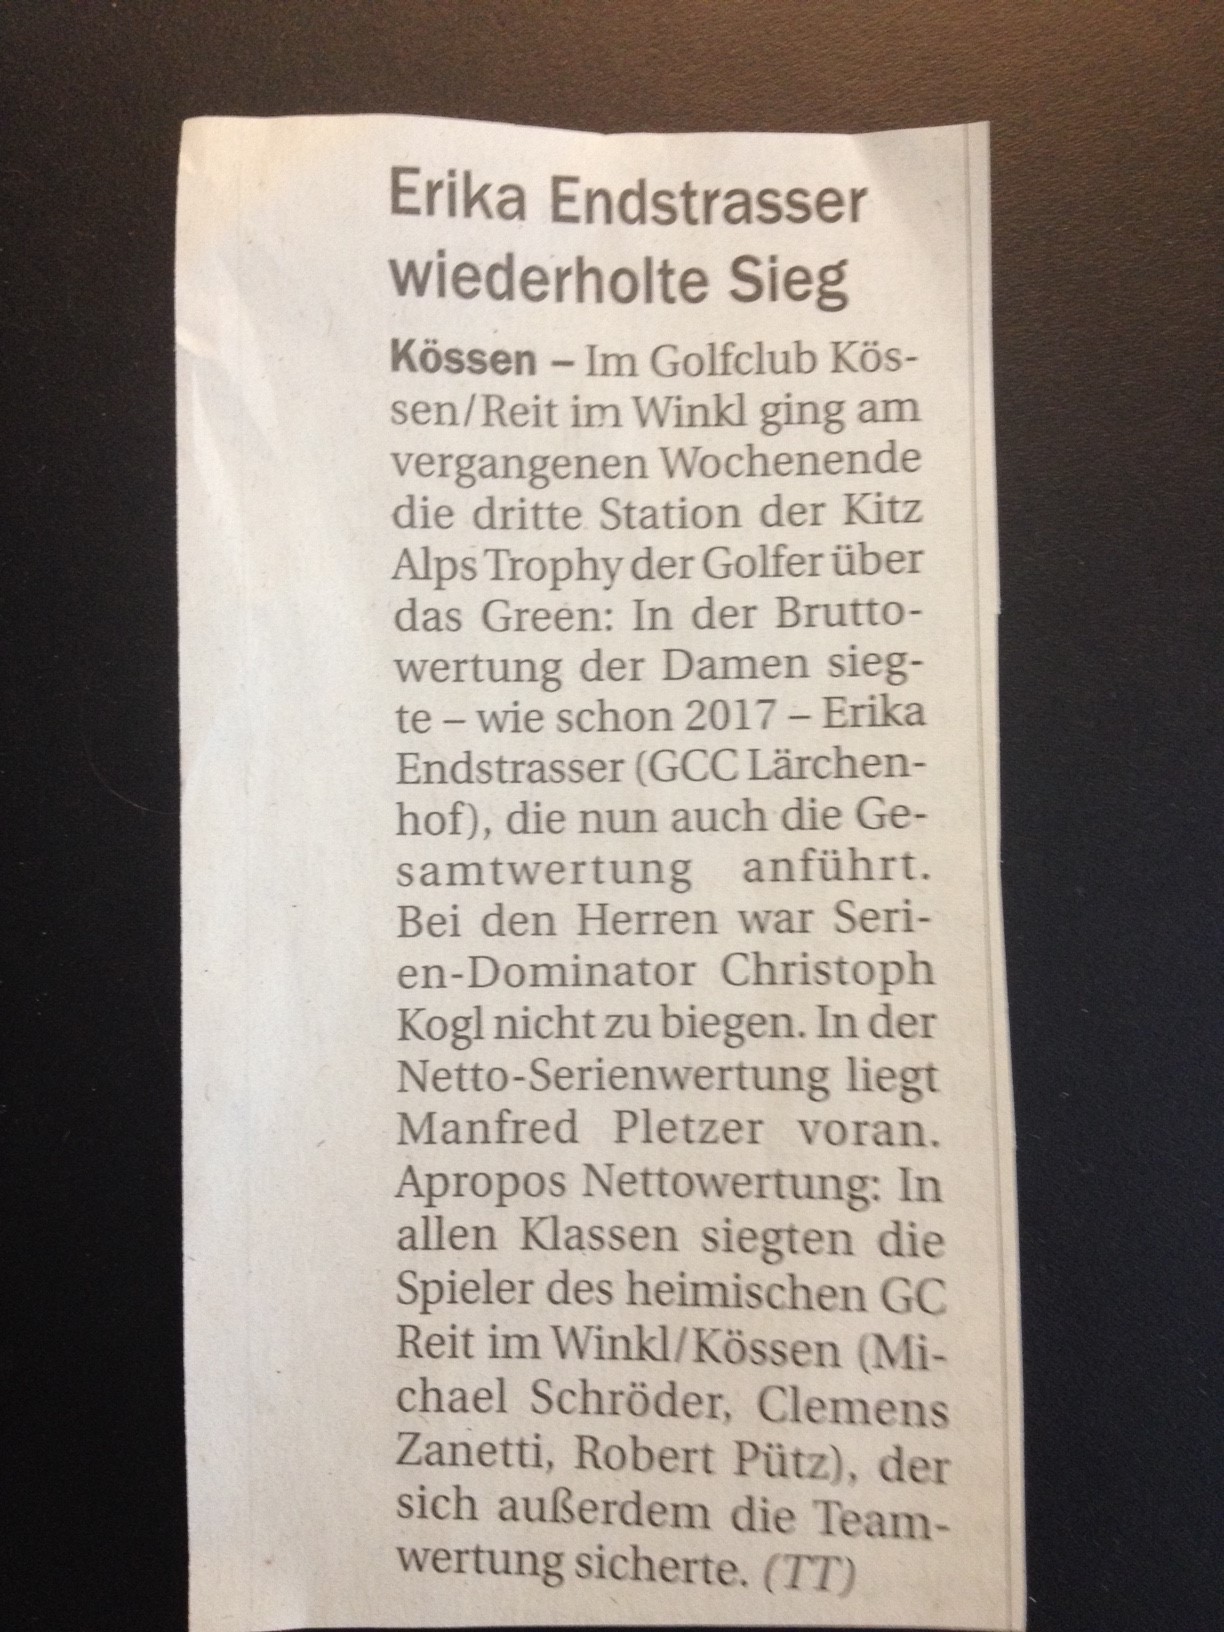 Erika Endstrasser
wiederholte Sieg
Kössen – Im Golfclub Kös-
sen/Reit im Winkl ging am
vergangenen Wochenende
die dritte Station der Kitz
Alps Trophy der Golfer über
das Green: In der Brutto-
wertung der Damen sieg-
te – wie schon 2017 – Erika
Endstrasser (GCC Lärchen-
hof), die nun auch die Ge-
samtwertung anführt.
Bei den Herren war Seri-
en-Dominator Christoph
Kogl nicht zu biegen. In der
Netto-Serienwertung liegt
Manfred Pletzer voran.
Apropos Nettowertung: In
allen Klassen siegten die
Spieler des heimischen GC
Reit im Winkl/Kössen (Mi-
chael Schröder, Clemens
Zanetti, Robert Pütz), der
sich außerdem die Team-
wertung sicherte. (TT)